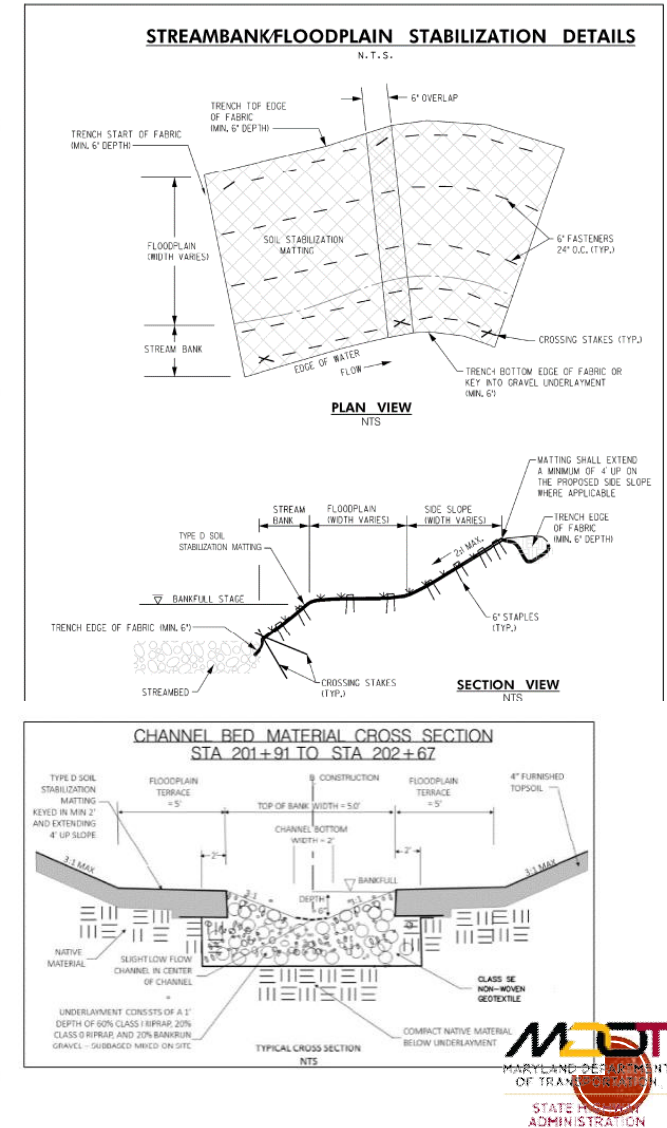 STREAMBANK/FLOODPLAIN STABILIZATION DETAILS
N.T.S.
6" OVERLAP
TRENCH TOP EDGE
OF FABRIC
(MIN. 6" DEPTH)
TRENCH START OF FABRIC
(MIN. 6" DEPTH)
FLOODPLAIN
(WIDTH VARIES)
SOIL STABILIZATION
MATTING
6" FASTENERS
24" O.C. (TYP.)
STREAM BANK
CROSSING STAKES (TYP.)
EDGE OF WATER
FLOW
TRENCH BOTTOM EDGE OF FABRIC OR
KEY INTO GRAVEL UNDERLAYMENT
(MIN. 6")
PLAN VIEW
NTS
MATTING SHALL EXTEND
A MINIMUM OF 4' UP ON
THE PROPOSED SIDE SLOPE
WHERE APPLICABLE
STREAM
BANK
FLOODPLAIN
(WIDTH VARIES)
SIDE SLOPE
(WIDTH VARIES)
TRENCH EDGE
OF FABRIC
(MIN. 6" DEPTH)
TYPE D SOIL
STABILIZATION MATTING
2:1 MAX.
BANKFULL STAGE
6" STAPLES
(TYP.)
TRENCH EDGE OF FABRIC (MIN. 6")
CROSSING STAKES
(TYP.)
STREAMBED
SECTION VIEW
NTS
CHANNEL BED MATERIAL CROSS SECTION
STA 201+91 TO STA 202+67
TYPE D SOIL
STABILIZATION
MATTING
KEYED IN MIN 2'
AND EXTENDING
4' UP SLOPE
FLOODPLAIN
TERRACE
= 5'
CONSTRUCTION
FLOODPLAIN
TERRACE
= 5'
4" FURNISHED
TOPSOIL
TOP OF BANK WIDTH = 5.0'
CHANNEL BOTTOM
WIDTH = 2'
2'
2'
3:1 MAX
3:1 MAX
BANKFULL
DEPTH
= 6"
3:1
3:1
NATIVE
MATERIAL
SLIGHT LOW FLOW
CHANNEL IN CENTER
OF CHANNEL
CLASS SE
NON-WOVEN
GEOTEXTILE
UNDERLAYMENT CONSISTS OF A 1'
DEPTH OF 60% CLASS I RIPRAP, 20%
CLASS 0 RIPRAP, AND 20% BANKRUN
GRAVEL - SUBBASED MIXED ON SITE
COMPACT NATIVE MATERIAL
BELOW UNDERLAYMENT
TYPICAL CROSS SECTION
NTS
MDOT
MARYLAND DEPARTMENT
OF TRANSPORTATION
STATE HIGHWAY
ADMINISTRATION